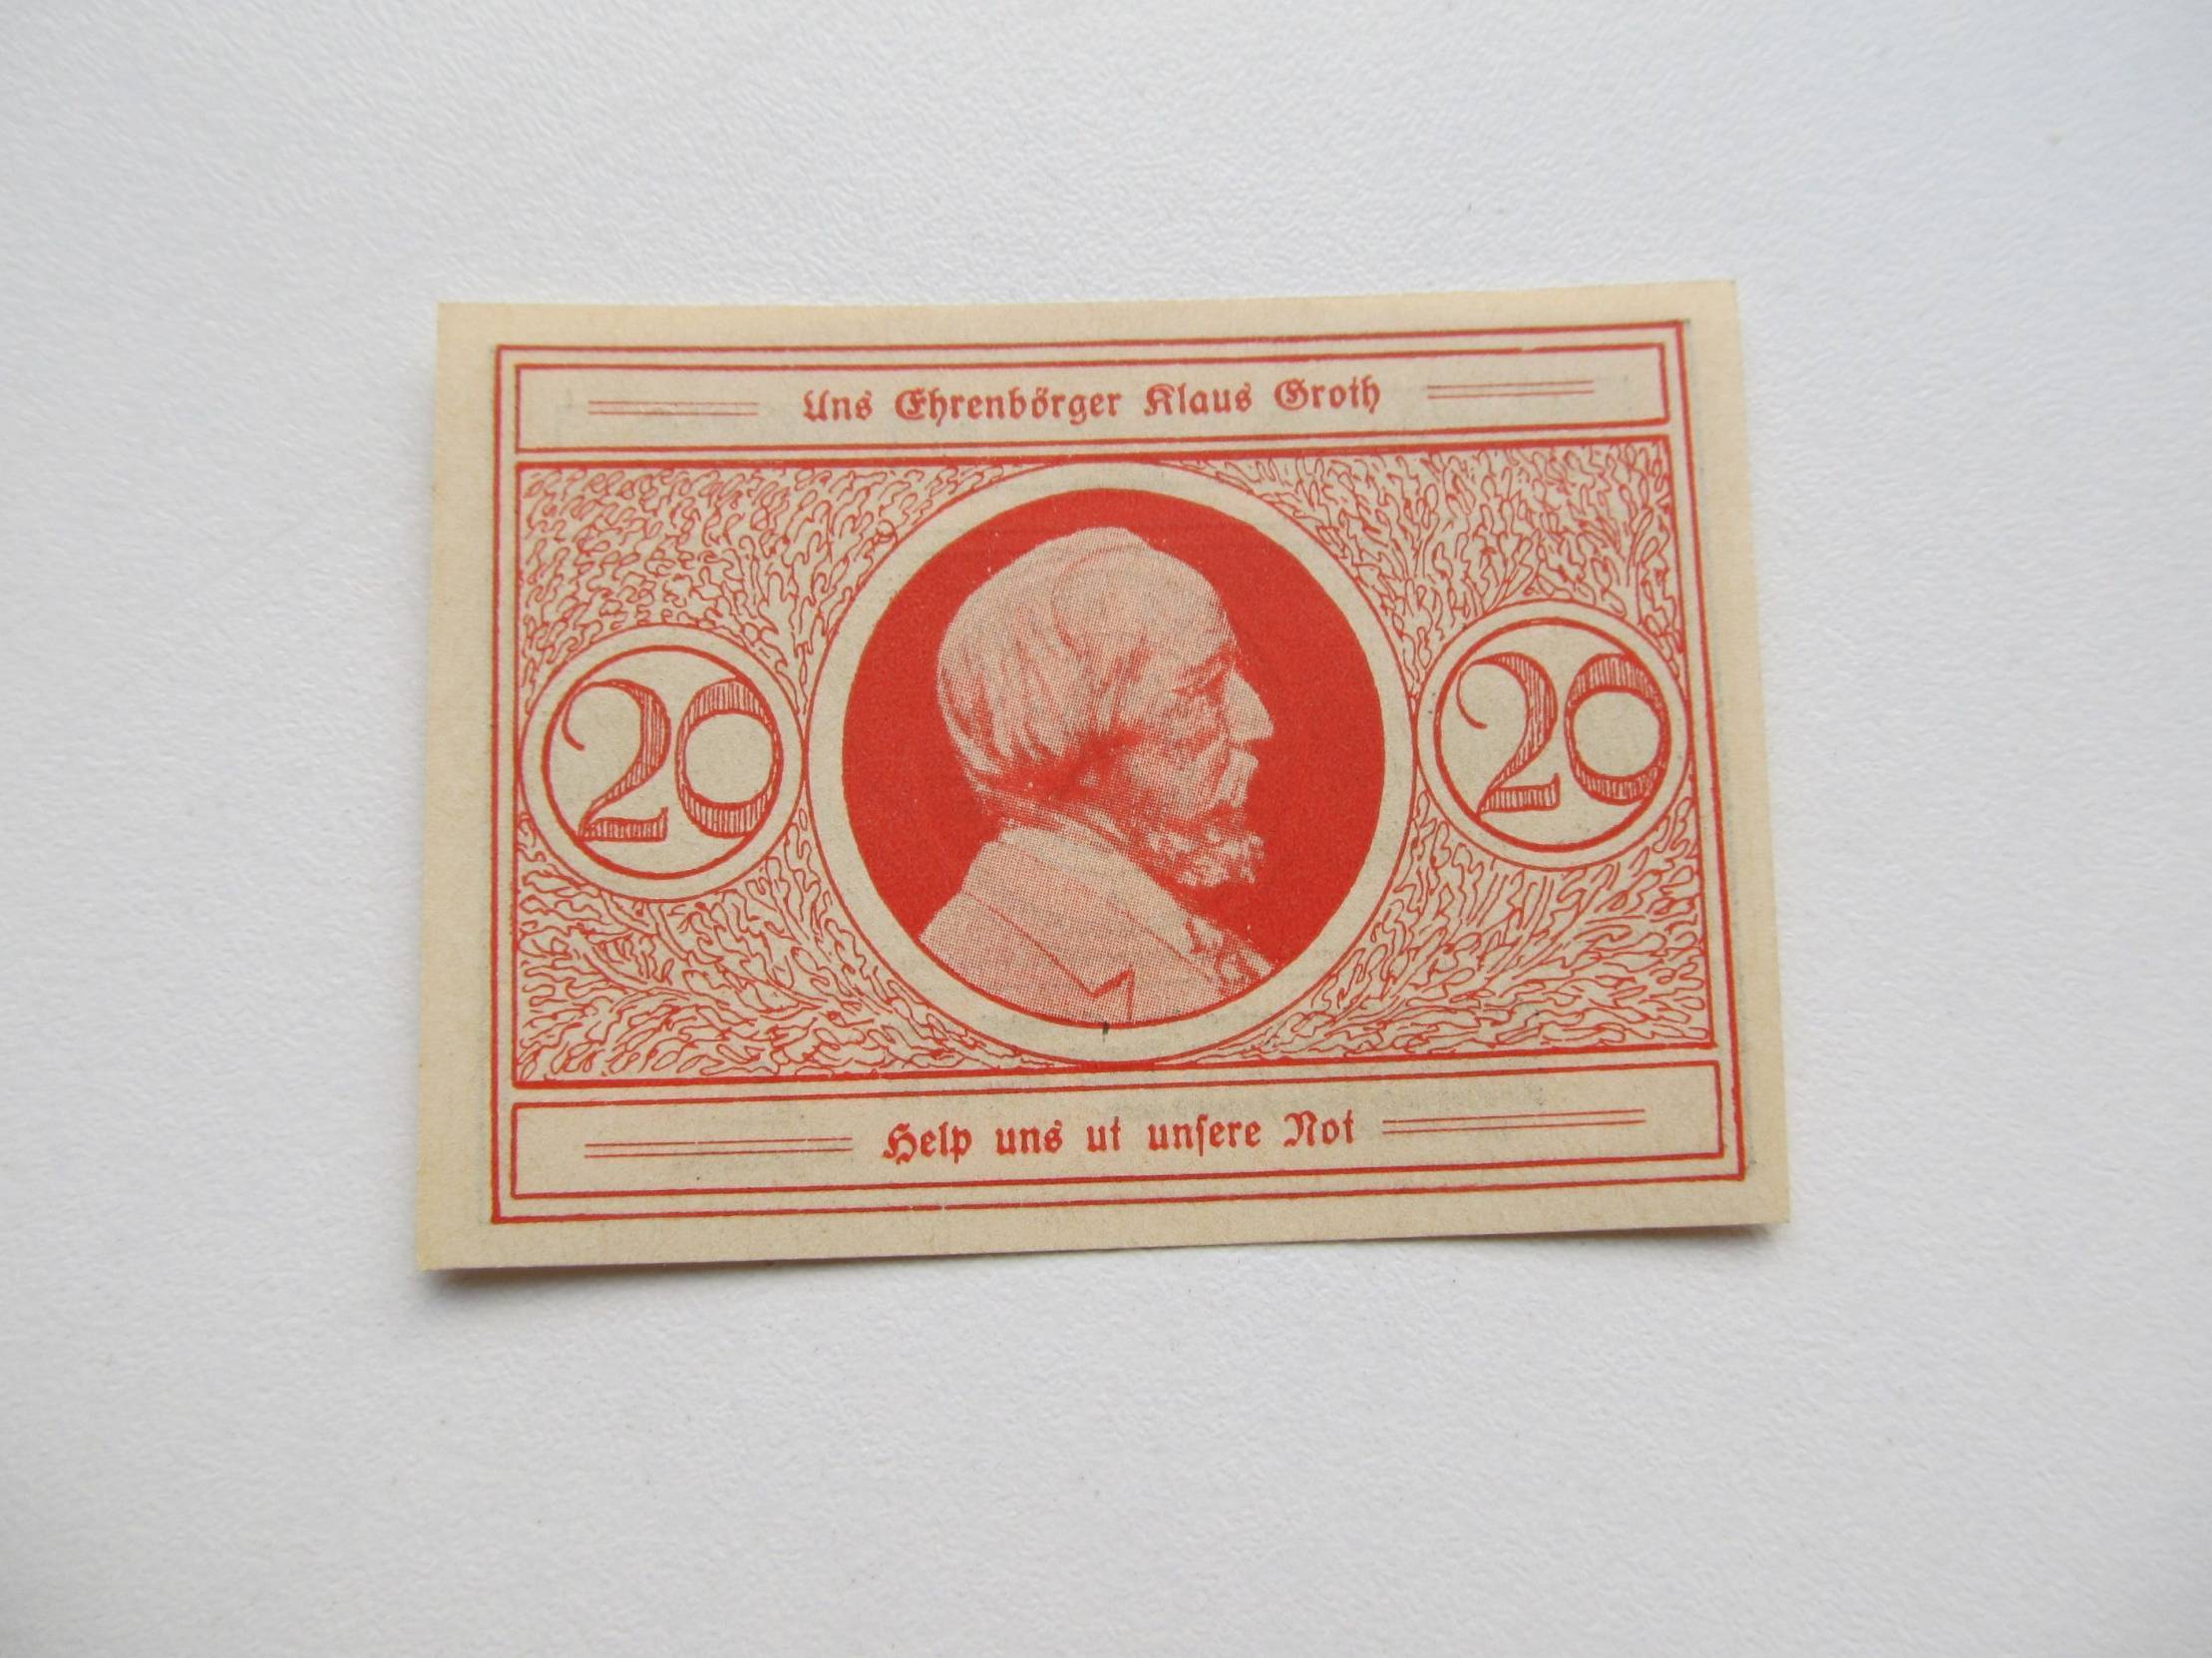 Uns Ehrenbörger Klaus Groth
20
20
Help uns ut unsere Not